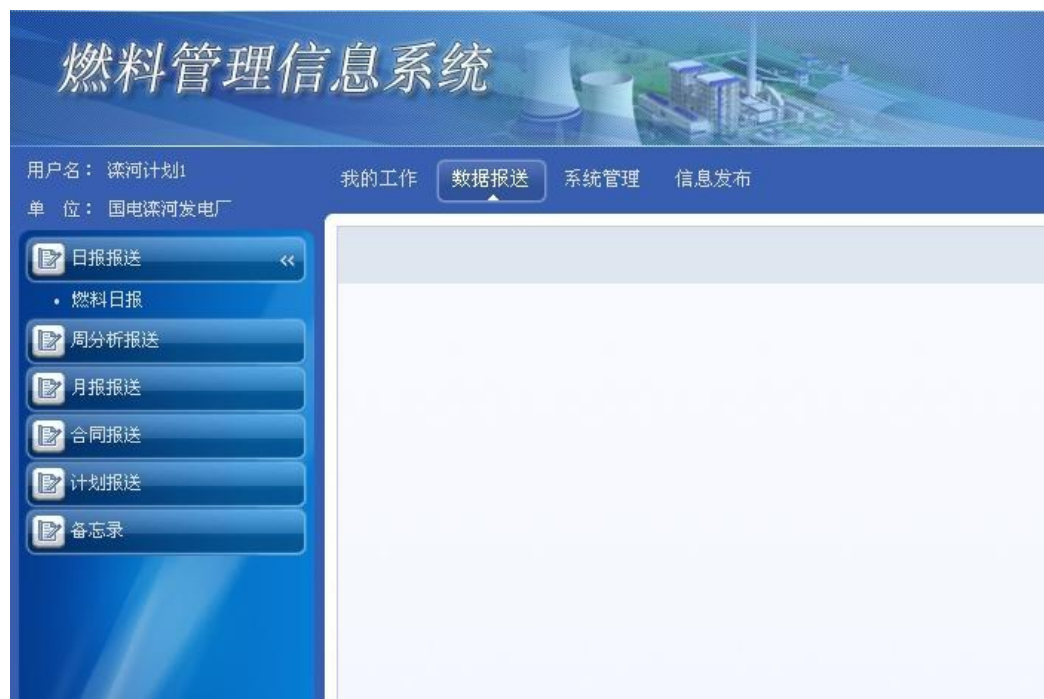 燃料管理信息系统
用户名： 滦河计划1
单 位： 国电滦河发电厂
我的工作 数据报送 系统管理 信息发布
日报报送 «
• 燃料日报
周分析报送
月报报送
合同报送
计划报送
备忘录